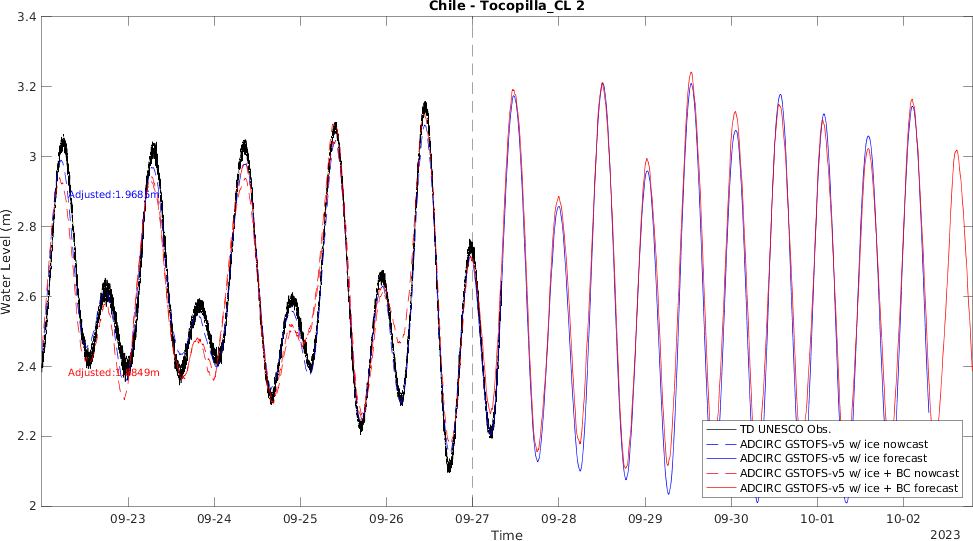 Chile - Tocopilla_CL 2
3.4
3.2
3
2.8
2.6
2.4
2.2
2
Water Level (m)
Adjusted:1.9685m
TD UNESCO Obs.
ADCIRC GSTOFS-v5 w/ ice nowcast
ADCIRC GSTOFS-v5 w/ ice forecast
ADCIRC GSTOFS-v5 w/ ice + BC nowcast
ADCIRC GSTOFS-v5 w/ ice + BC forecast
09-23 09-24 09-25 09-26 09-27 09-28 09-29 09-30 10-01 10-02
Time
2023